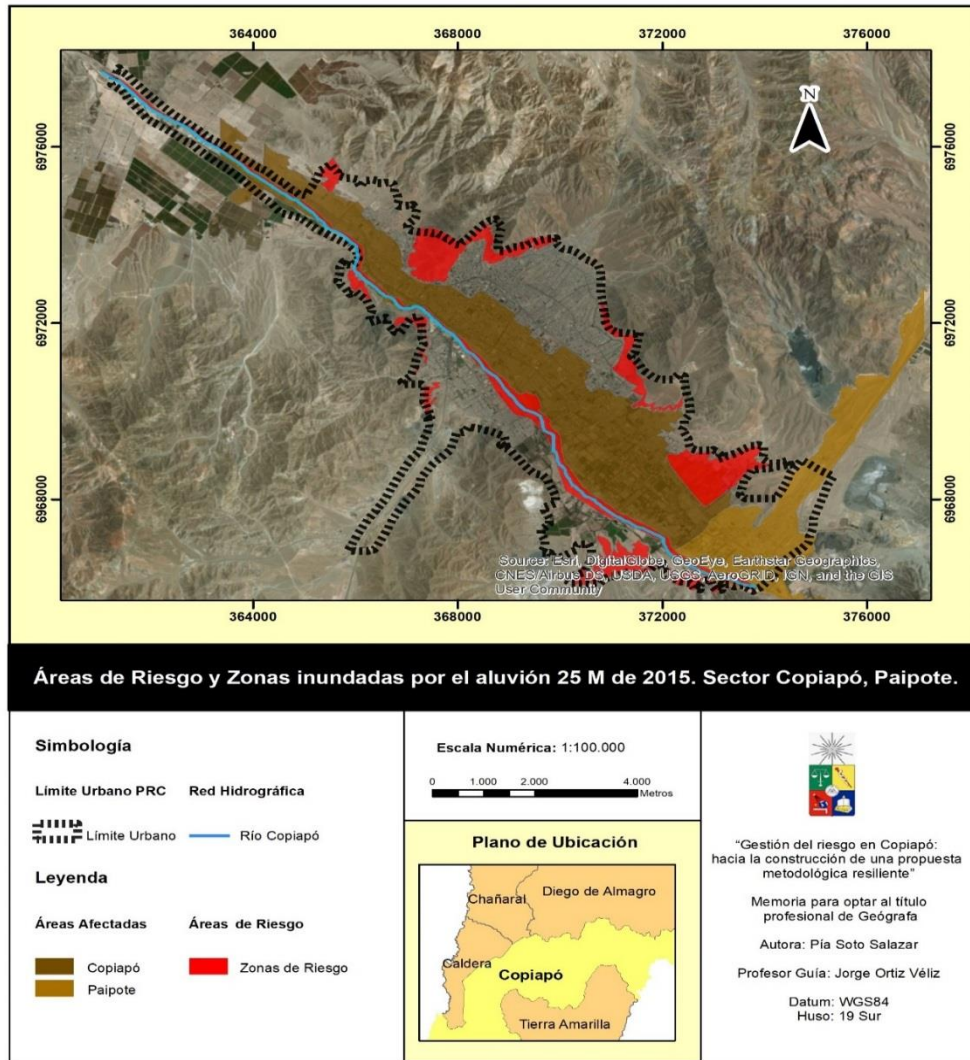 364000 368000 372000 376000
6976000 6976000
N
6972000 6972000
6968000 6968000
Source: Esri, DigitalGlobe, GeoEye, Earthstar Geographics,
CNES/Airbus DS, USDA, USGS, AeroGRID, IGN, and the GIS
User Community
364000 368000 372000 376000
Áreas de Riesgo y Zonas inundadas por el aluvión 25 M de 2015. Sector Copiapó, Paipote.
Simbología
Límite Urbano PRC Red Hidrográfica
Límite Urbano Río Copiapó
Leyenda
Áreas Afectadas Áreas de Riesgo
Copiapó Zonas de Riesgo
Paipote
Escala Numérica: 1:100.000
0 1.000 2.000 4.000
Metros
Plano de Ubicación
Chañaral
Diego de Almagro
Caldera
Copiapó
Tierra Amarilla
“Gestión del riesgo en Copiapó:
hacia la construcción de una propuesta
metodológica resiliente”
Memoria para optar al título
profesional de Geógrafa
Autora: Pía Soto Salazar
Profesor Guía: Jorge Ortiz Véliz
Datum: WGS84
Huso: 19 Sur